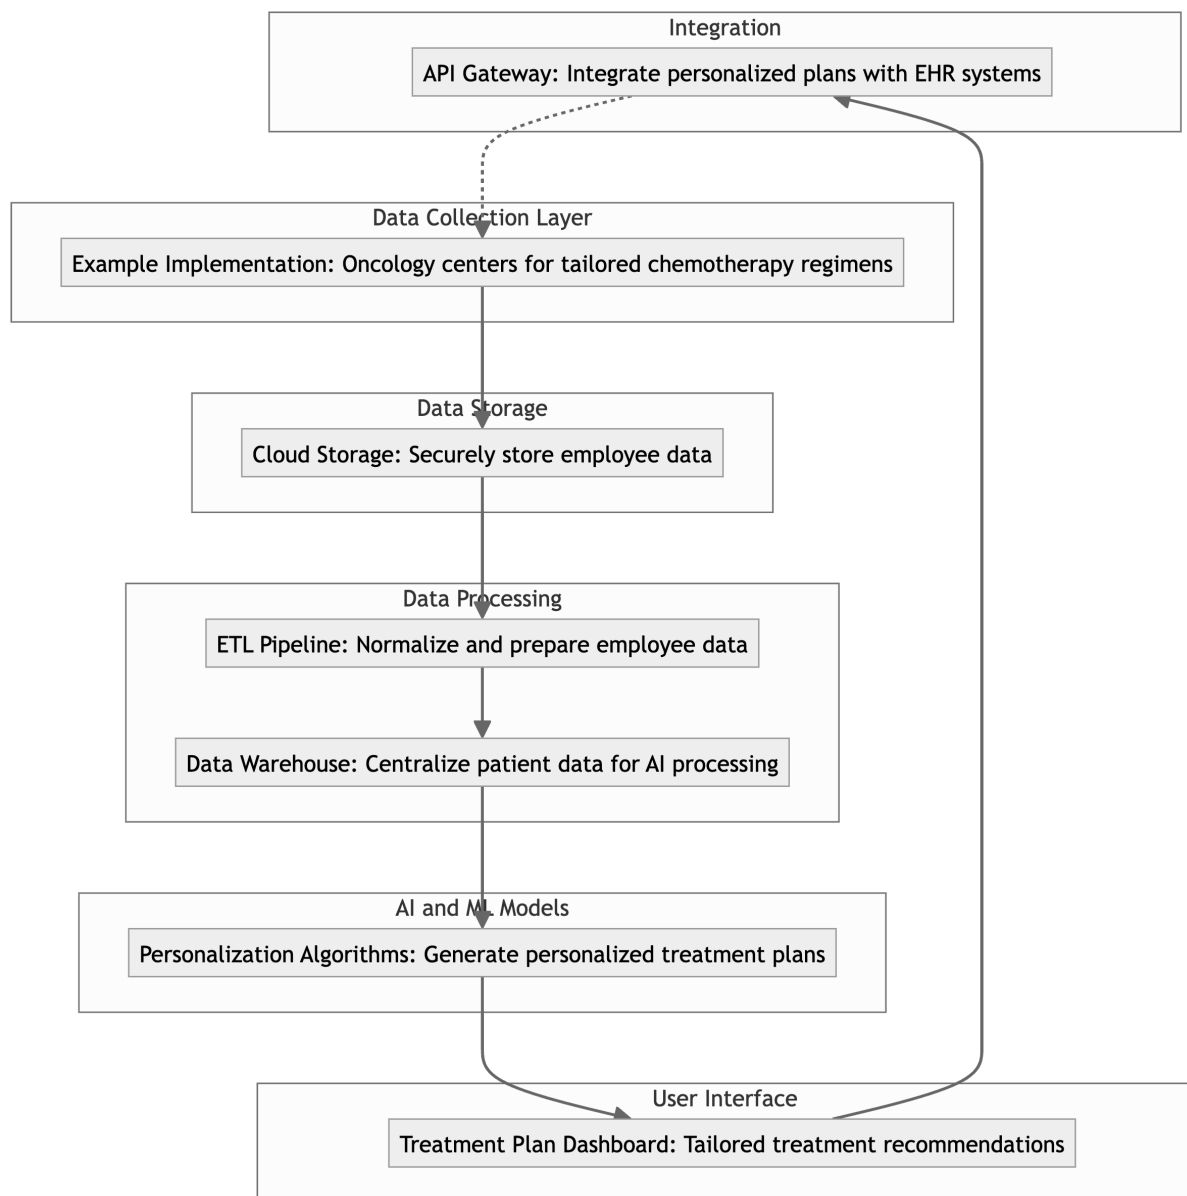 Integration
API Gateway: Integrate personalized plans with EHR systems
Data Collection Layer
Example Implementation: Oncology centers for tailored chemotherapy regimens
Data Storage
Cloud Storage: Securely store employee data
Data Processing
ETL Pipeline: Normalize and prepare employee data
Data Warehouse: Centralize patient data for AI processing
AI and ML Models
Personalization Algorithms: Generate personalized treatment plans
User Interface
Treatment Plan Dashboard: Tailored treatment recommendations